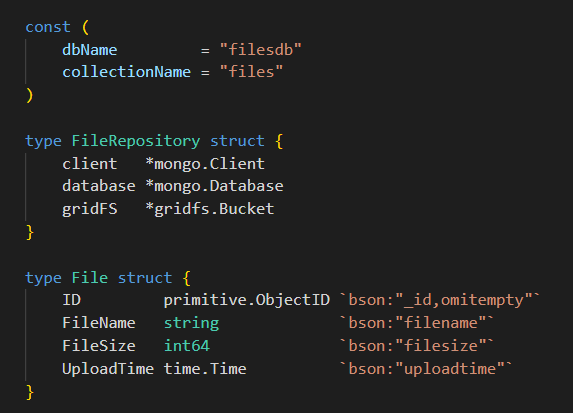 const (
    dbName         = "filesdb"
    collectionName = "files"
)
type FileRepository struct {
    client   *mongo.Client
    database *mongo.Database
    gridFS   *gridfs.Bucket
}
type File struct {
    ID         primitive.ObjectID `bson:"_id,omitempty"`
    FileName   string             `bson:"filename"`
    FileSize   int64              `bson:"filesize"`
    UploadTime time.Time          `bson:"uploadtime"`
}